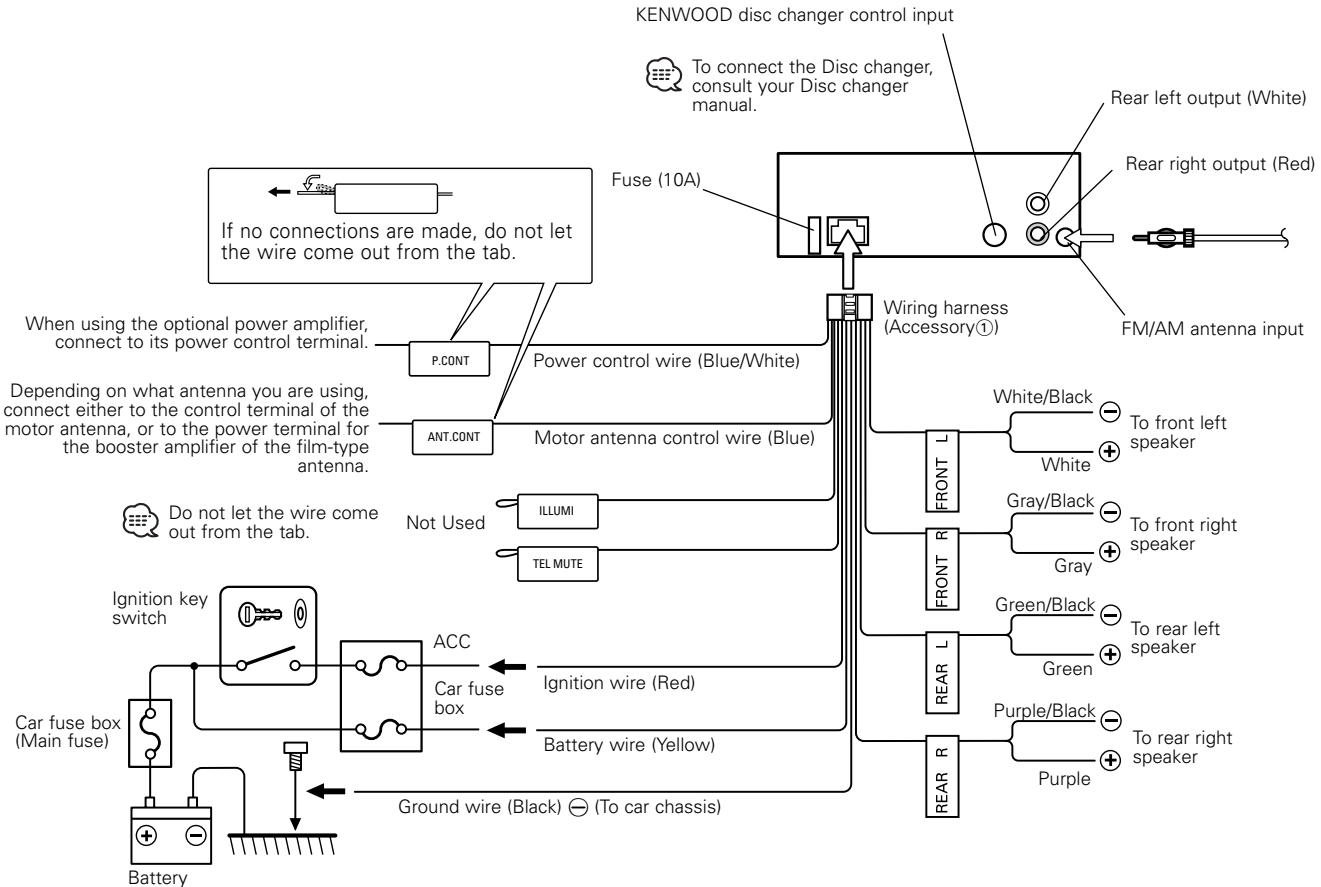 KENWOOD disc changer control input
To connect the Disc changer,
consult your Disc changer
manual.
Rear left output (White)
Rear right output (Red)
Fuse (10A)
If no connections are made, do not let
the wire come out from the tab.
Wiring harness
(Accessory①)
FM/AM antenna input
When using the optional power amplifier,
connect to its power control terminal.
P.CONT
Power control wire (Blue/White)
Depending on what antenna you are using,
connect either to the control terminal of the
motor antenna, or to the power terminal for
the booster amplifier of the film-type
antenna.
ANT.CONT
Motor antenna control wire (Blue)
Do not let the wire come
out from the tab.
Not Used
ILLUMI
TEL MUTE
FRONT L
White/Black
⊖
White
⊕
To front left
speaker
FRONT R
Gray/Black
⊖
Gray
⊕
To front right
speaker
REAR L
Green/Black
⊖
Green
⊕
To rear left
speaker
REAR R
Purple/Black
⊖
Purple
⊕
To rear right
speaker
Ignition key
switch
ACC
Car fuse
box
Ignition wire (Red)
Battery wire (Yellow)
Car fuse box
(Main fuse)
Ground wire (Black) ⊖ (To car chassis)
⊕ ⊖
Battery